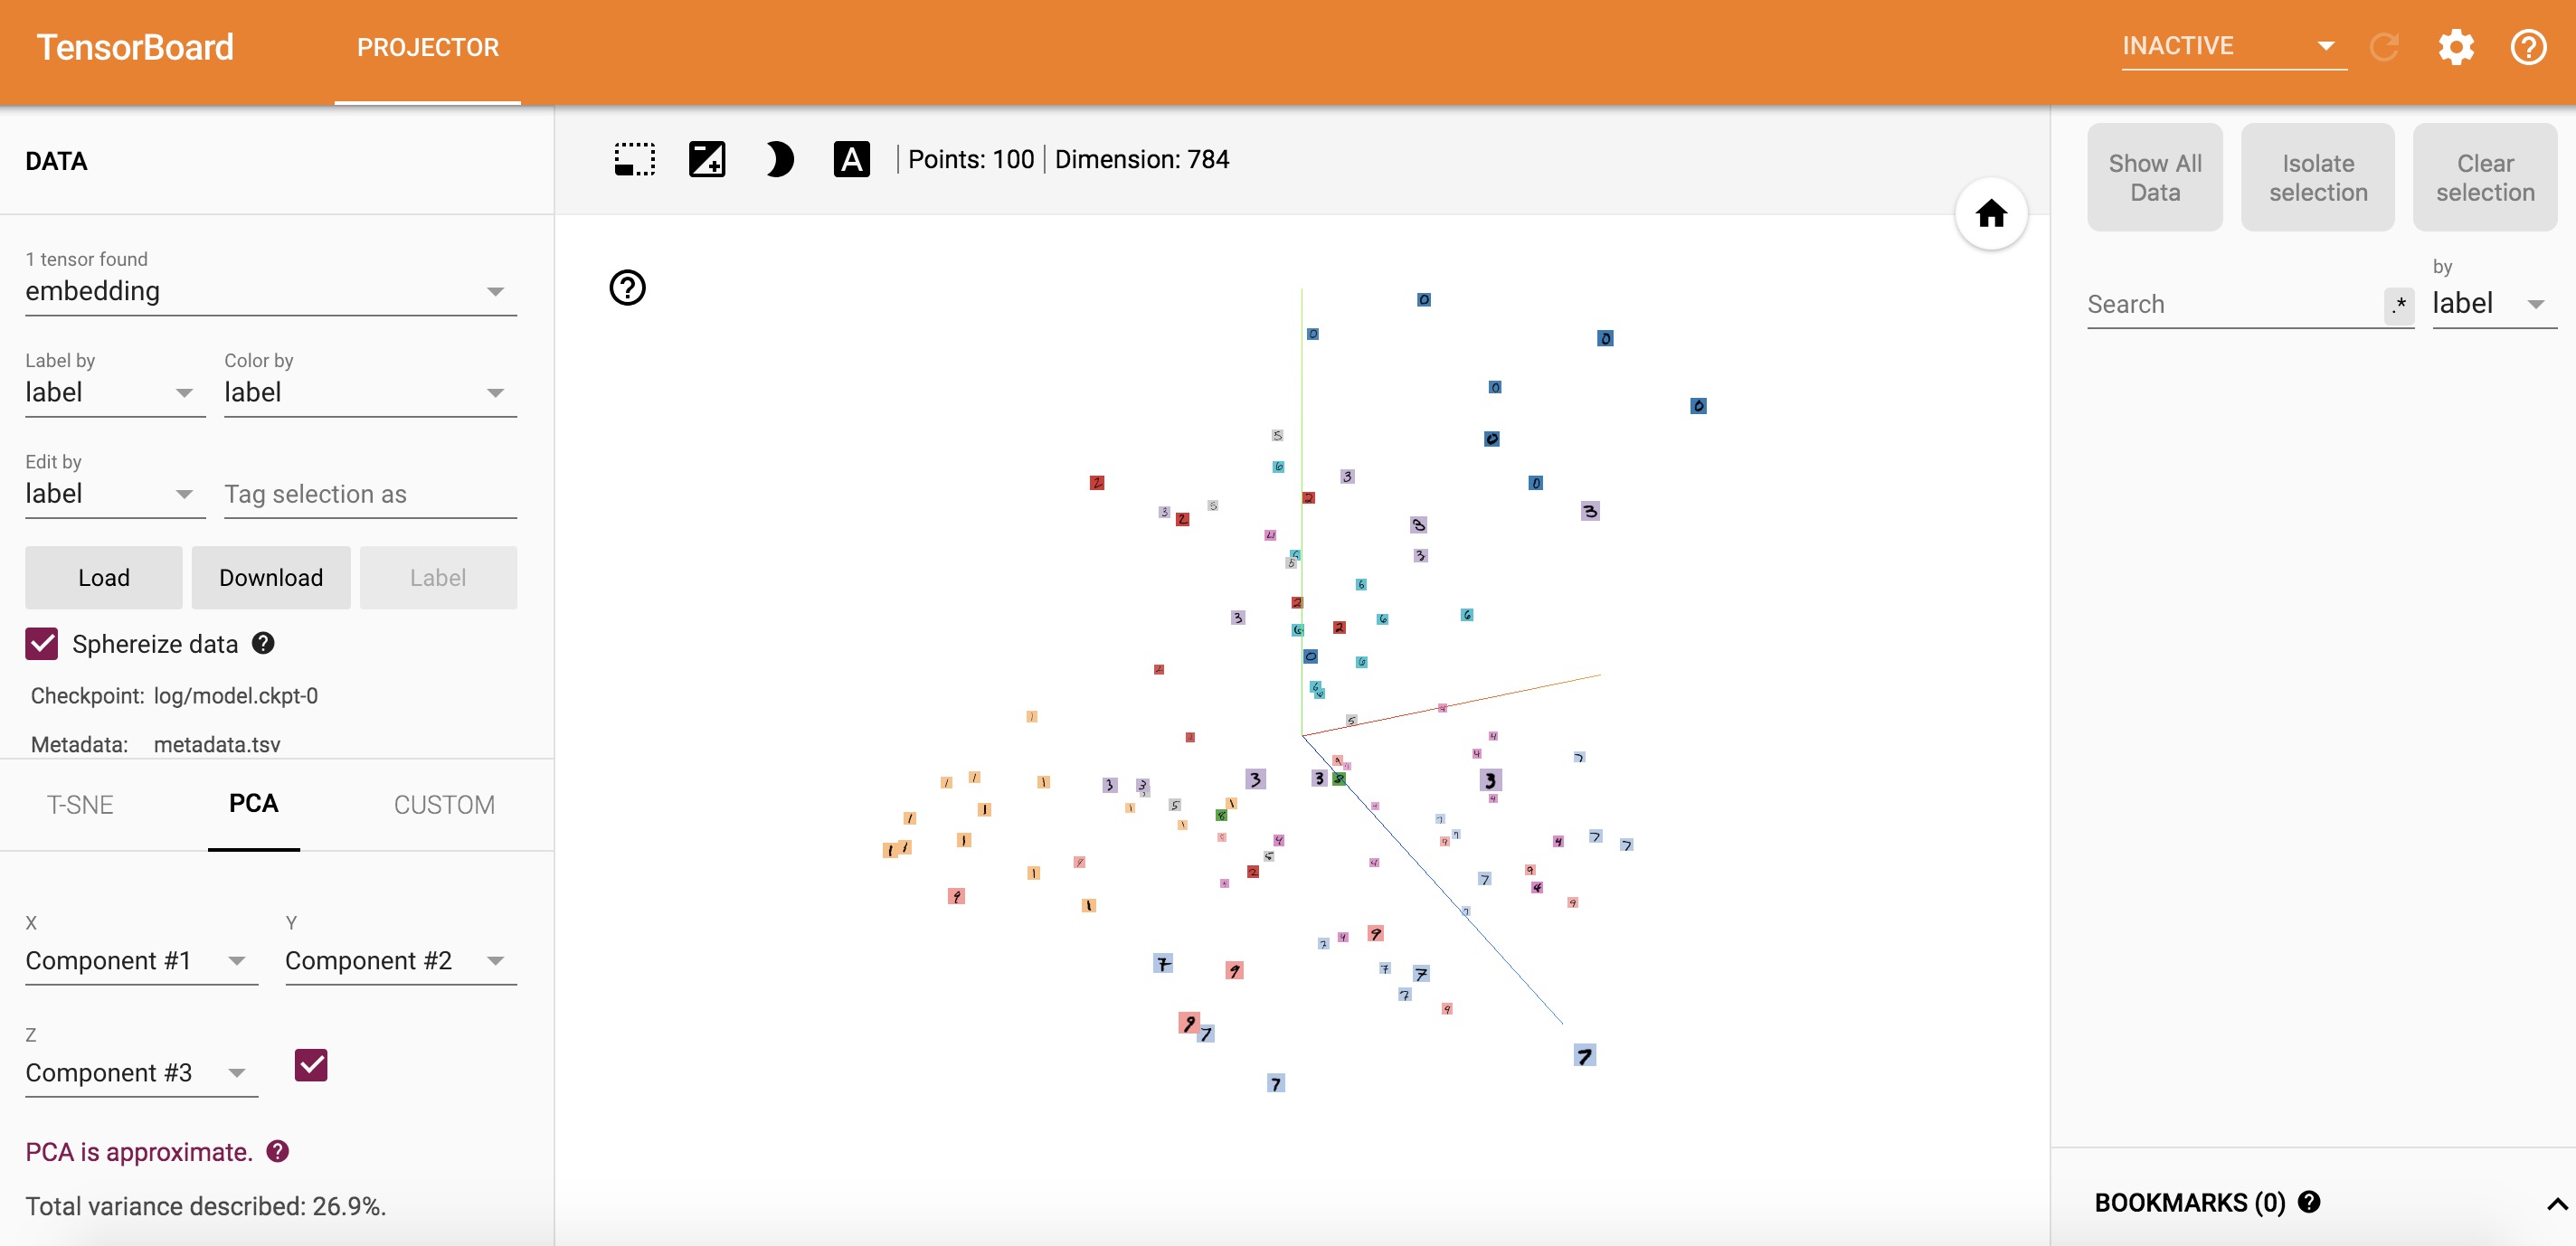 TensorBoard PROJECTOR INACTIVE
DATA
Points: 100 Dimension: 784
Show All Data
Isolate selection
Clear selection
1 tensor found
embedding
Label by Color by
label label
Edit by
label Tag selection as
Load Download Label
Sphereize data
Checkpoint: log/model.ckpt-0
Metadata: metadata.tsv
T-SNE PCA CUSTOM
X Y
Component #1 Component #2
Z
Component #3
PCA is approximate.
Total variance described: 26.9%.
by
Search .* label
BOOKMARKS (0)